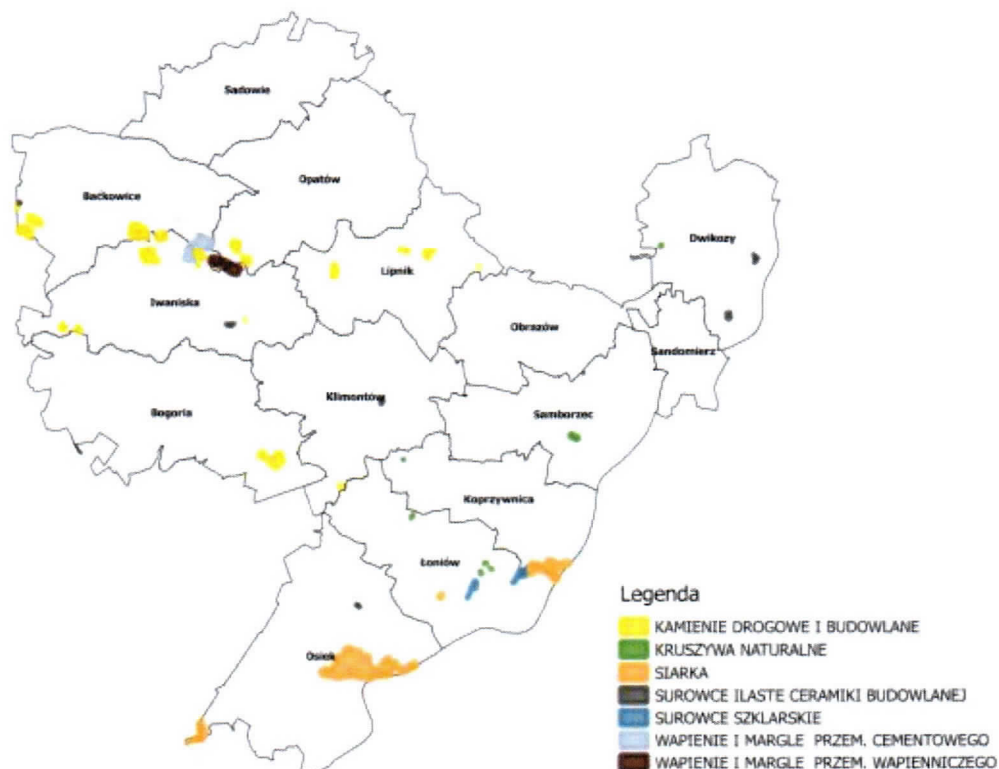 Sadowie
Opatów
Baćkowice
Dwikozy
Lipnik
Iwaniska
Obrazów
Sandomierz
Klimontów
Bogoria
Samborzec
Koprzywnica
Łoniów
Osiek
Legenda
KAMIENIE DROGOWE I BUDOWLANE
KRUSZYWA NATURALNE
SIARKA
SUROWCE ILASTE CERAMIKI BUDOWLANEJ
SUROWCE SZKLARSKIE
WAPIENIE I MARGLE PRZEM. CEMENTOWEGO
WAPIENIE I MARGLE PRZEM. WAPIENNICZEGO